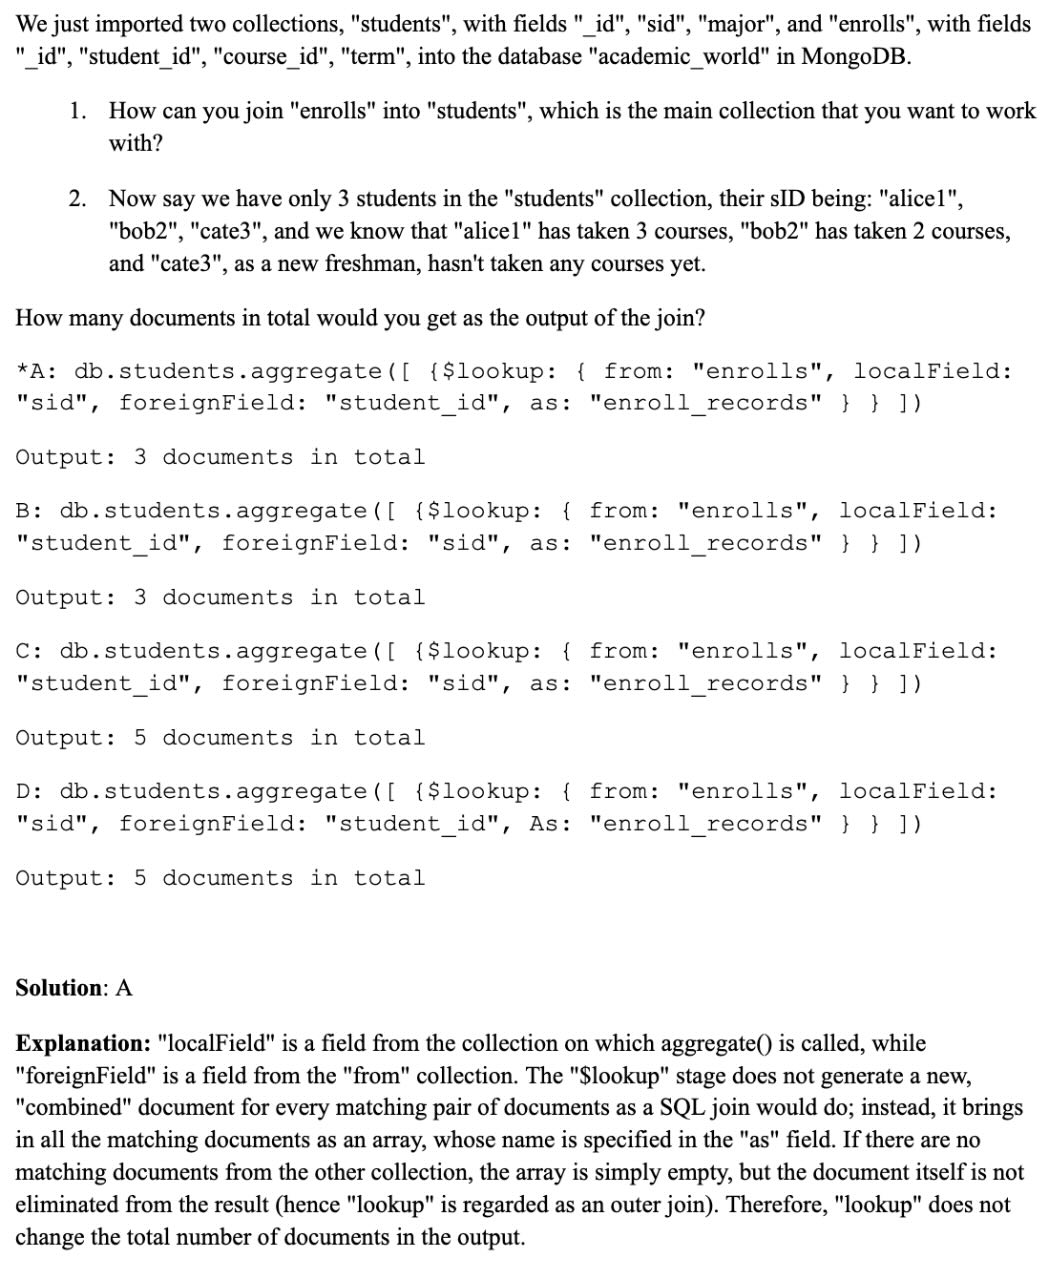 We just imported two collections, "students", with fields "_id", "sid", "major", and "enrolls", with fields
"_id", "student_id", "course_id", "term", into the database "academic_world" in MongoDB.
1. How can you join "enrolls" into "students", which is the main collection that you want to work
with?
2. Now say we have only 3 students in the "students" collection, their sID being: "alice1",
"bob2", "cate3", and we know that "alice1" has taken 3 courses, "bob2" has taken 2 courses,
and "cate3", as a new freshman, hasn't taken any courses yet.
How many documents in total would you get as the output of the join?
*A: db.students.aggregate([ {$lookup: { from: "enrolls", localField:
"sid", foreignField: "student_id", as: "enroll_records" } } ])
Output: 3 documents in total
B: db.students.aggregate([ {$lookup: { from: "enrolls", localField:
"student_id", foreignField: "sid", as: "enroll_records" } } ])
Output: 3 documents in total
C: db.students.aggregate([ {$lookup: { from: "enrolls", localField:
"student_id", foreignField: "sid", as: "enroll_records" } } ])
Output: 5 documents in total
D: db.students.aggregate([ {$lookup: { from: "enrolls", localField:
"sid", foreignField: "student_id", As: "enroll_records" } } ])
Output: 5 documents in total
Solution: A
Explanation: "localField" is a field from the collection on which aggregate() is called, while
"foreignField" is a field from the "from" collection. The "$lookup" stage does not generate a new,
"combined" document for every matching pair of documents as a SQL join would do; instead, it brings
in all the matching documents as an array, whose name is specified in the "as" field. If there are no
matching documents from the other collection, the array is simply empty, but the document itself is not
eliminated from the result (hence "lookup" is regarded as an outer join). Therefore, "lookup" does not
change the total number of documents in the output.